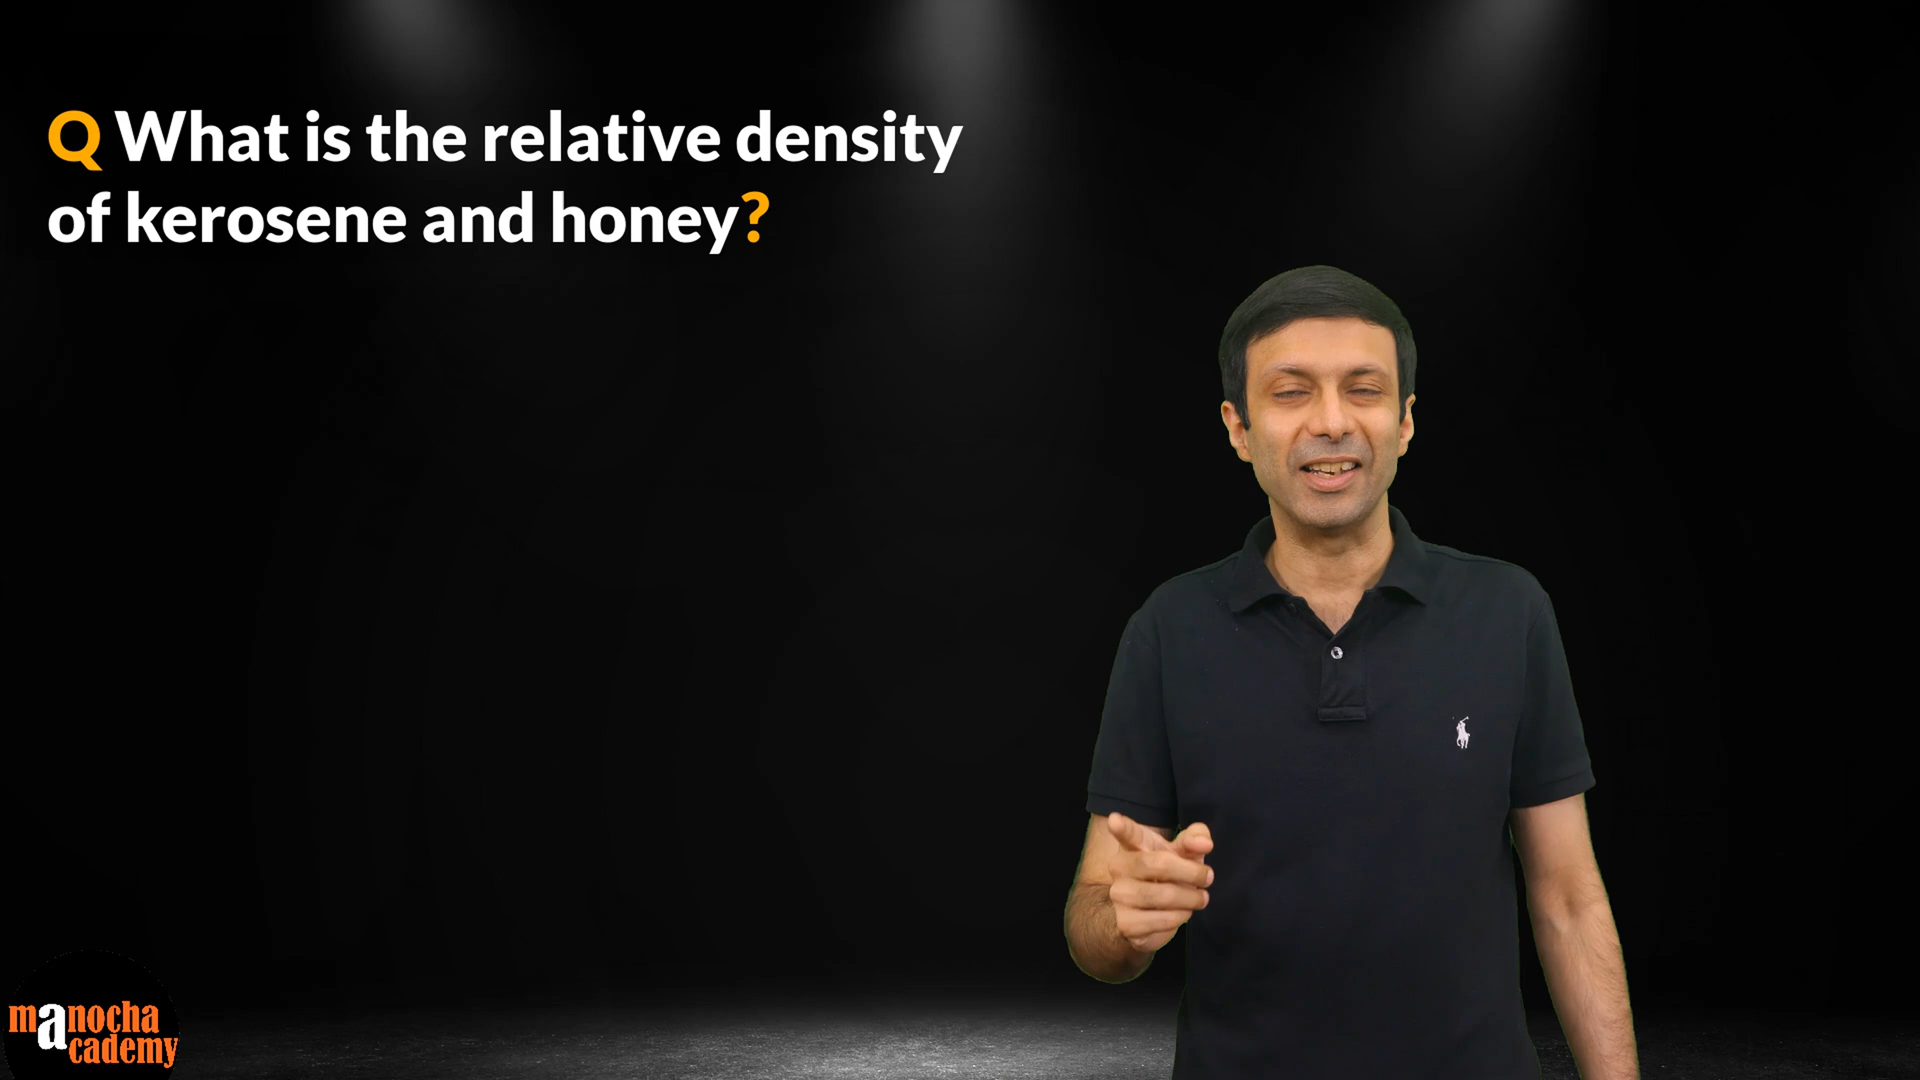 Q What is the relative density
of kerosene and honey?
manocha
academy